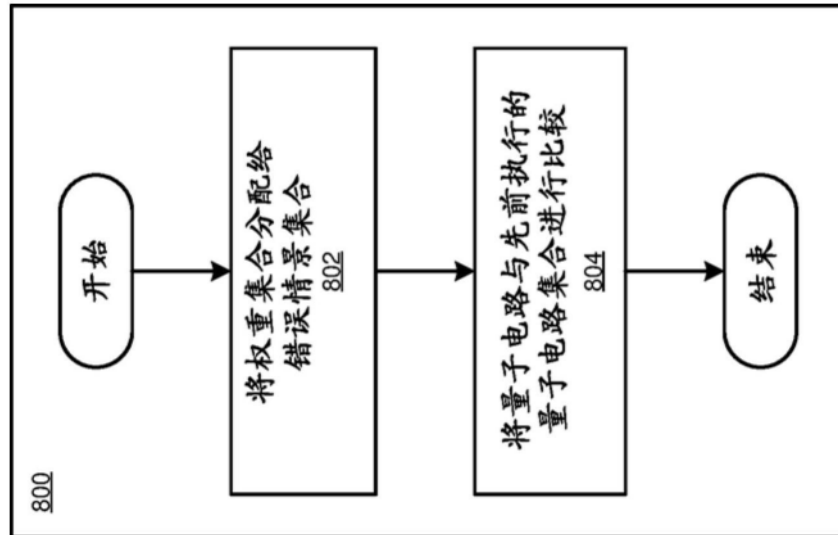 800
开始
将权重集合分配给
错误情景集合
802
将量子电路与先前执行的
量子电路集合进行比较
804
结束